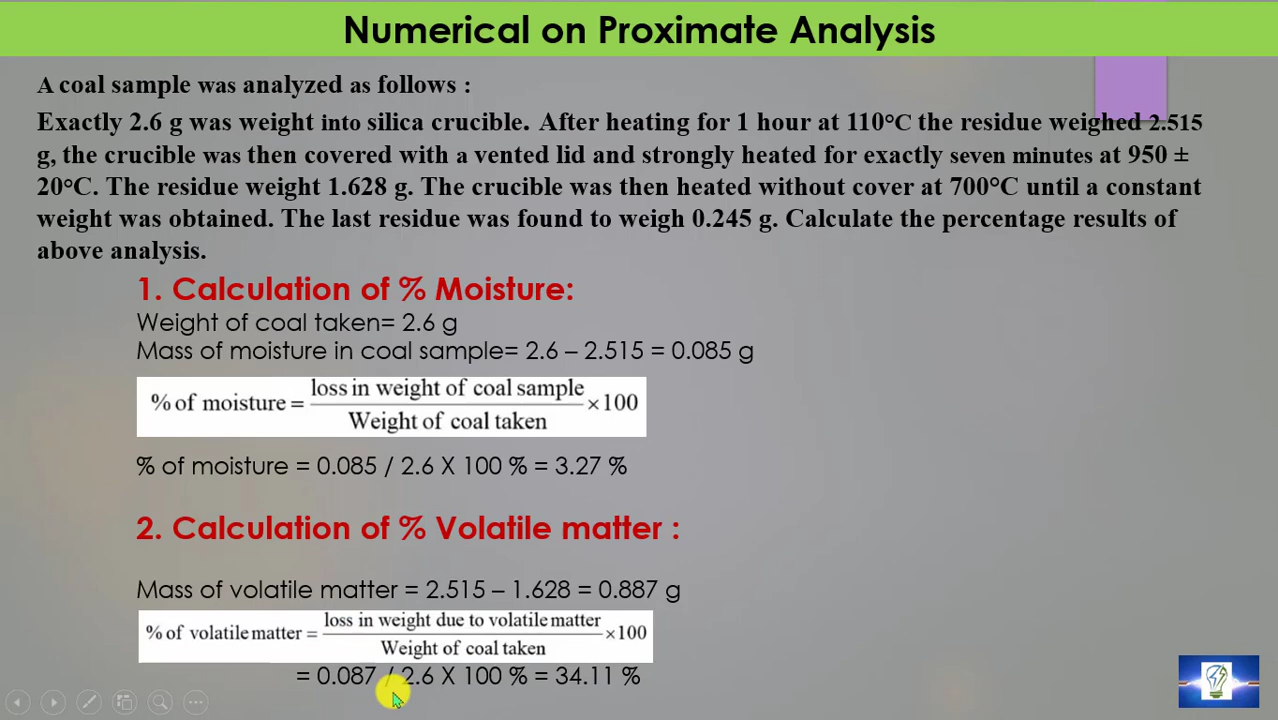 Numerical on Proximate Analysis
A coal sample was analyzed as follows :
Exactly 2.6 g was weight into silica crucible. After heating for 1 hour at 110°C the residue weighed 2.515
g, the crucible was then covered with a vented lid and strongly heated for exactly seven minutes at 950 ±
20°C. The residue weight 1.628 g. The crucible was then heated without cover at 700°C until a constant
weight was obtained. The last residue was found to weigh 0.245 g. Calculate the percentage results of
above analysis.
1. Calculation of % Moisture:
Weight of coal taken= 2.6 g
Mass of moisture in coal sample= 2.6 – 2.515 = 0.085 g
% of moisture = loss in weight of coal sample / Weight of coal taken ×100
% of moisture = 0.085 / 2.6 X 100 % = 3.27 %
2. Calculation of % Volatile matter :
Mass of volatile matter = 2.515 – 1.628 = 0.887 g
% of volatile matter = loss in weight due to volatile matter / Weight of coal taken ×100
= 0.087 / 2.6 X 100 % = 34.11 %